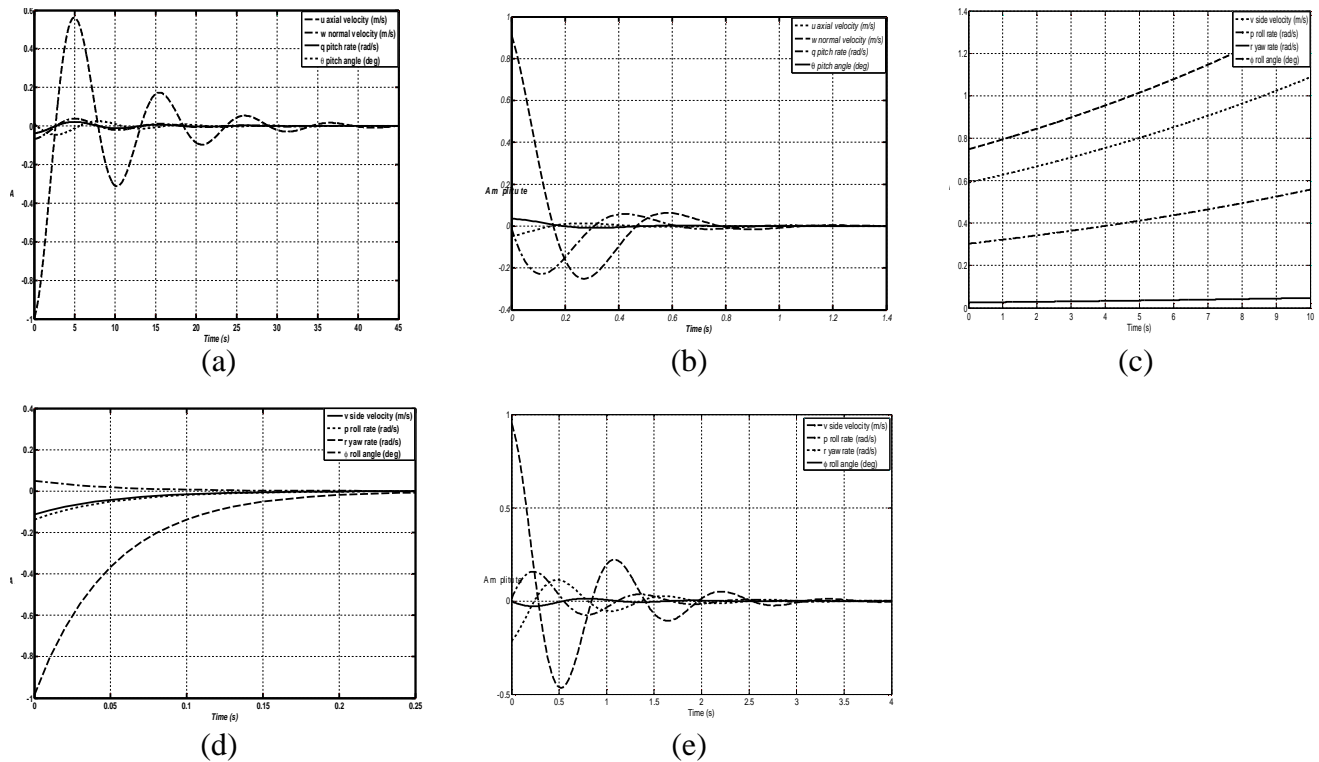 0.6
0.4
0.2
0
-0.2
-0.4
-0.6
-0.8
-1
0 5 10 15 20 25 30 35 40 45
Time (s)
u axial velocity (m/s)
w normal velocity (m/s)
q pitch rate (rad/s)
θ pitch angle (deg)
(a)
1
0.8
0.6
0.4
0.2
Am plitute
0
-0.2
-0.4
0 0.2 0.4 0.6 0.8 1 1.2 1.4
Time (s)
u axial velocity (m/s)
w normal velocity (m/s)
q pitch rate (rad/s)
θ pitch angle (deg)
(b)
1.4
1.2
1
0.8
0.6
0.4
0.2
0
0 1 2 3 4 5 6 7 8 9 10
Time (s)
v side velocity (m/s)
p roll rate (rad/s)
r yaw rate (rad/s)
ϕ roll angle (deg)
(c)
0.4
0.2
0
-0.2
-0.4
-0.6
-0.8
-1
0 0.05 0.1 0.15 0.2 0.25
Time (s)
v side velocity (m/s)
p roll rate (rad/s)
r yaw rate (rad/s)
ϕ roll angle (deg)
(d)
1
0.5
Am plitute
0
-0.5
0 0.5 1 1.5 2 2.5 3 3.5 4
Time (s)
v side velocity (m/s)
p roll rate (rad/s)
r yaw rate (rad/s)
ϕ roll angle (deg)
(e)